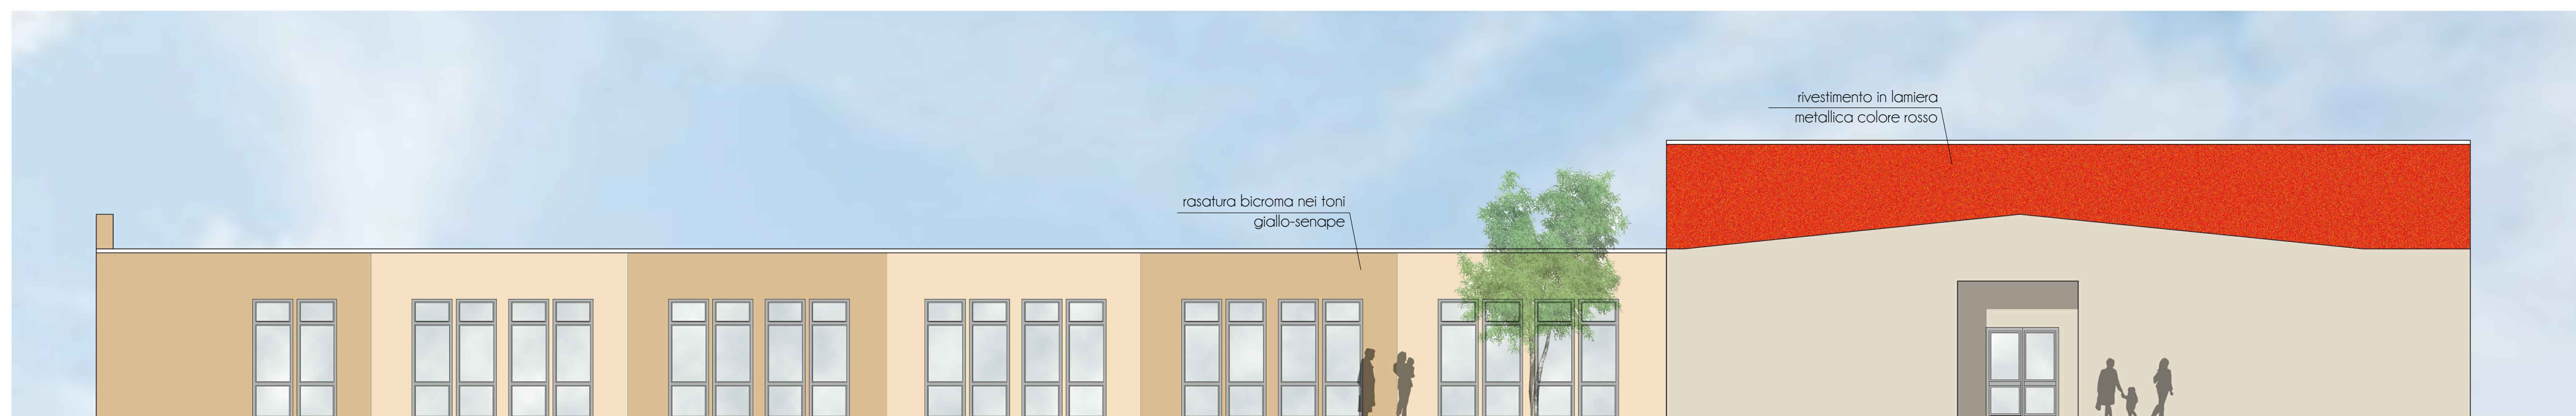 rivestimento in lamiera
metallica colore rosso
rasatura bicroma nei toni
giallo-senape